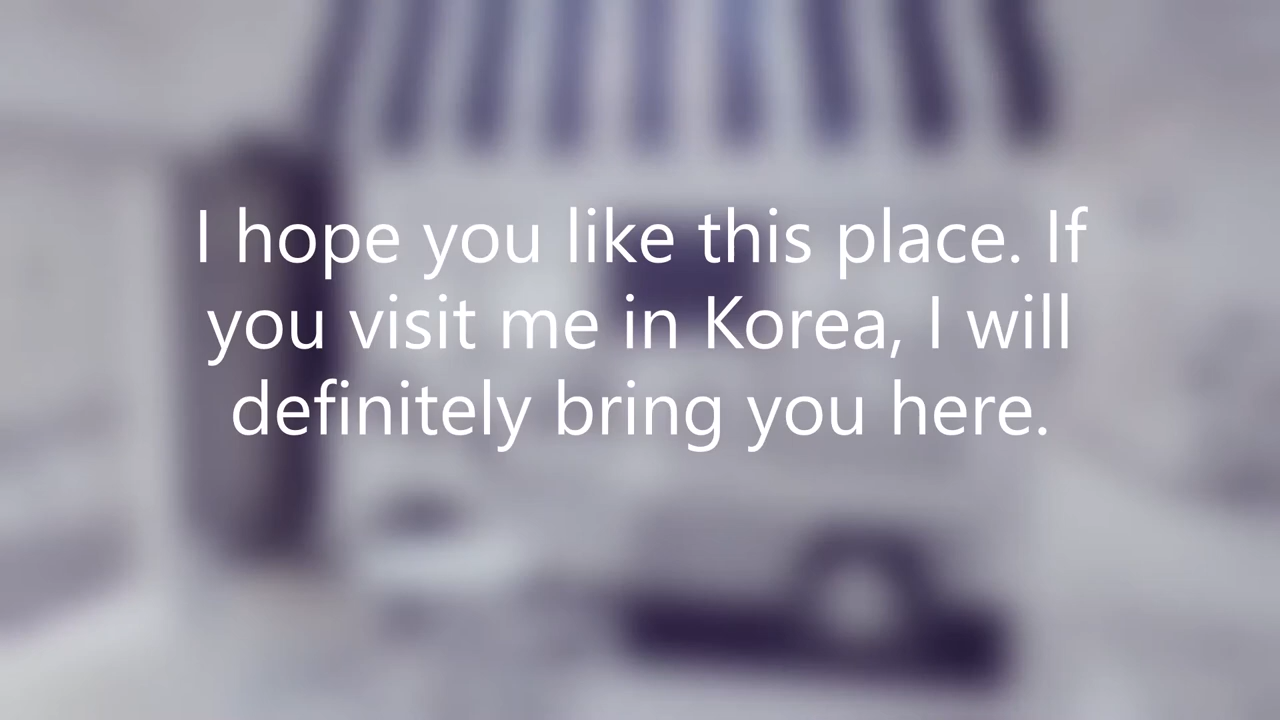 I hope you like this place. If
you visit me in Korea, I will
definitely bring you here.